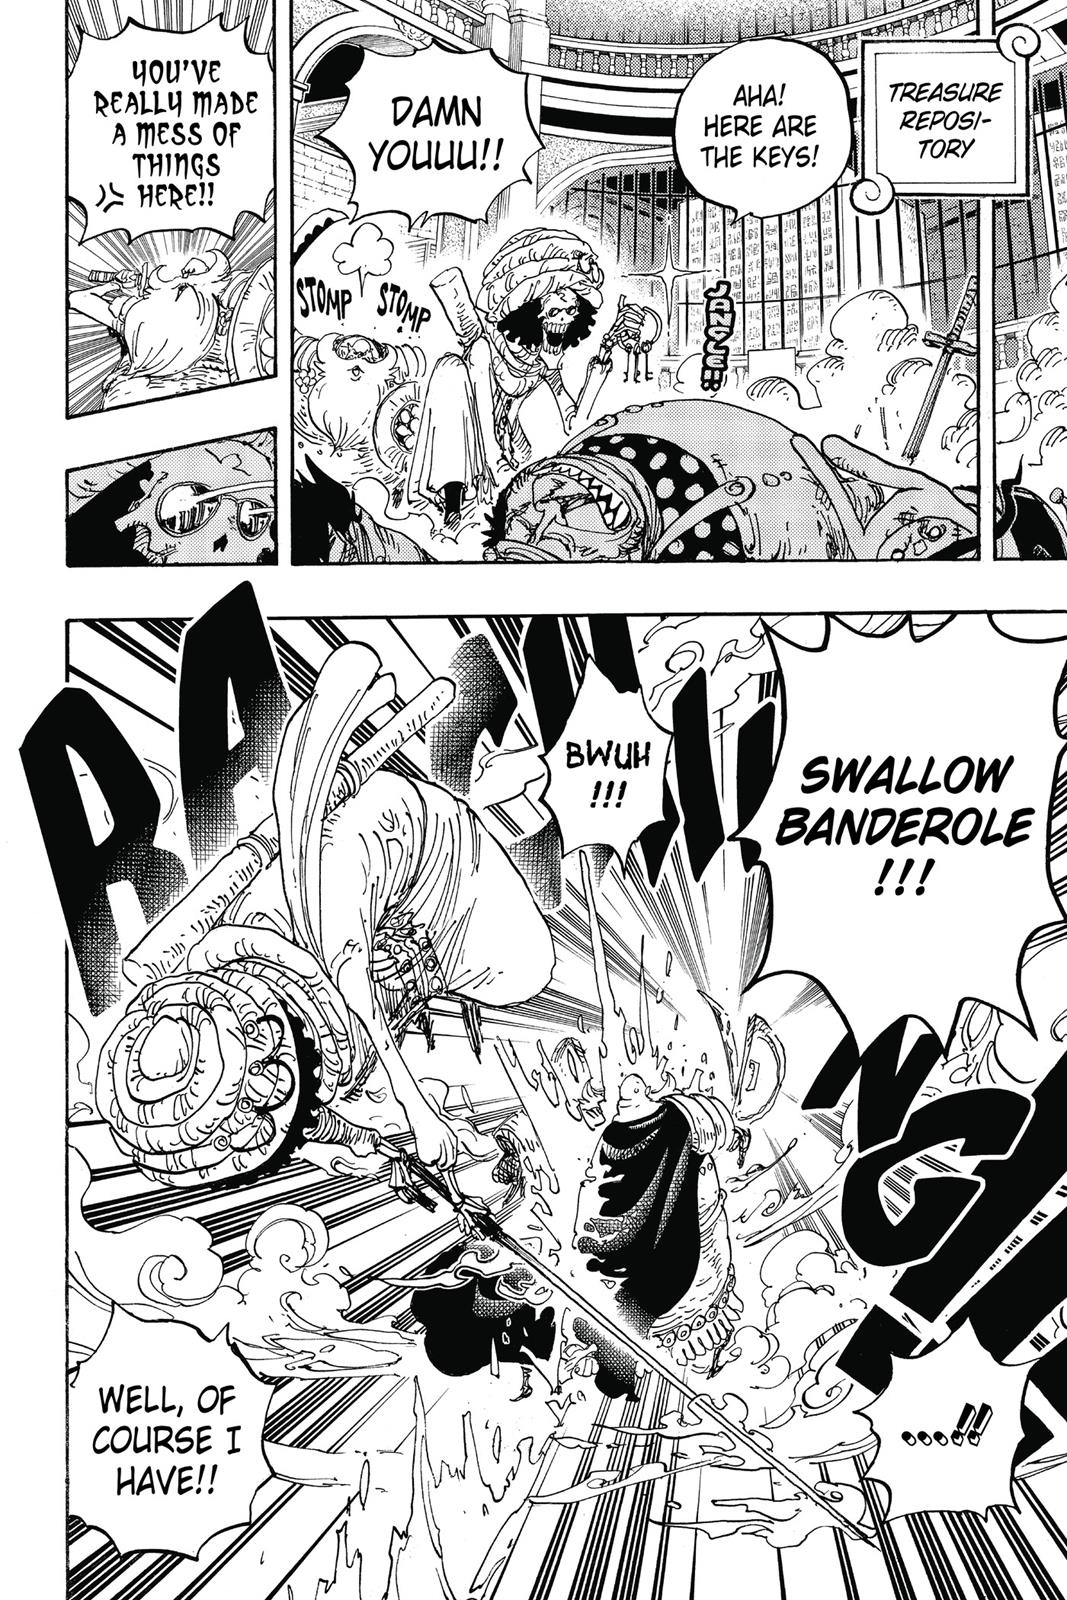 TREASURE
REPOSI-
TORY
AHA!
HERE ARE
THE KEYS!
JANGLE!!
DAMN
YOUUU!!
STOMP
STOMP
YOU'VE
REALLY MADE
A MESS OF
THINGS
HERE!!
SWALLOW
BANDEROLE
!!!
BWUH
!!!
....!!
WELL, OF
COURSE I
HAVE!!